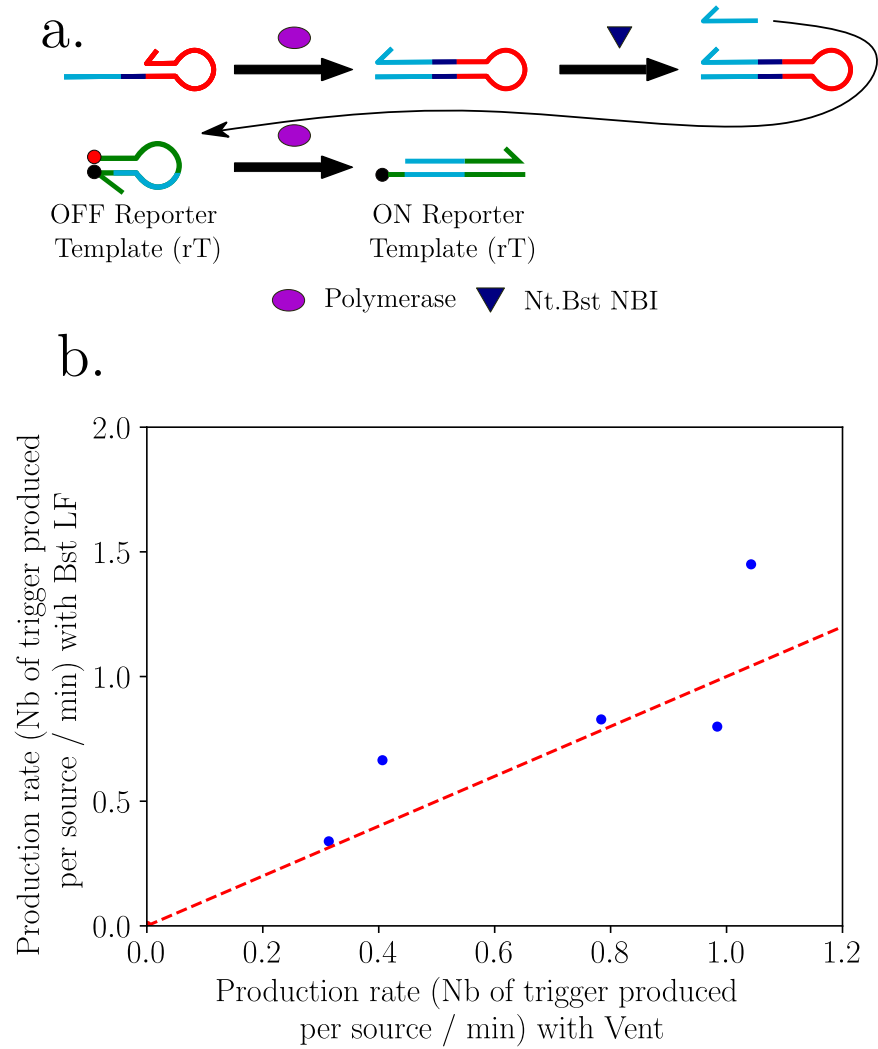 a.
OFF Reporter
Template (rT)
ON Reporter
Template (rT)
Polymerase
Nt.Bst NBI
b.
Production rate (Nb of trigger produced
per source / min) with Bst LF
2.0
1.5
1.0
0.5
0.0
0.0 0.2 0.4 0.6 0.8 1.0 1.2
Production rate (Nb of trigger produced
per source / min) with Vent